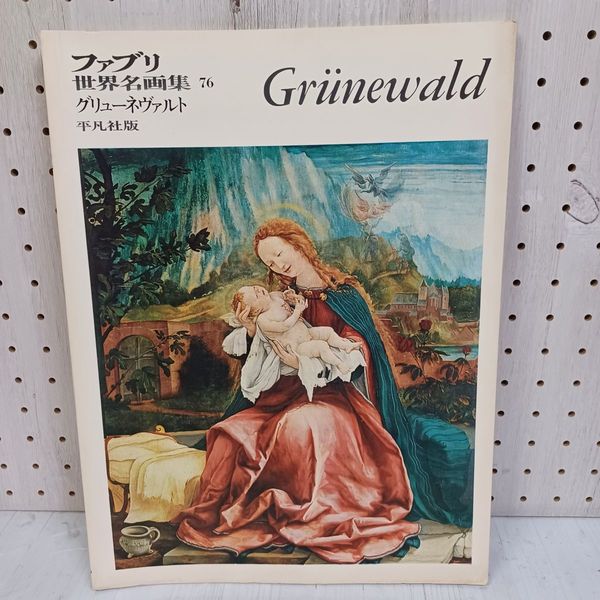 ファブリ
世界名画集 76
グリューネヴァルト
平凡社版
Grünewald